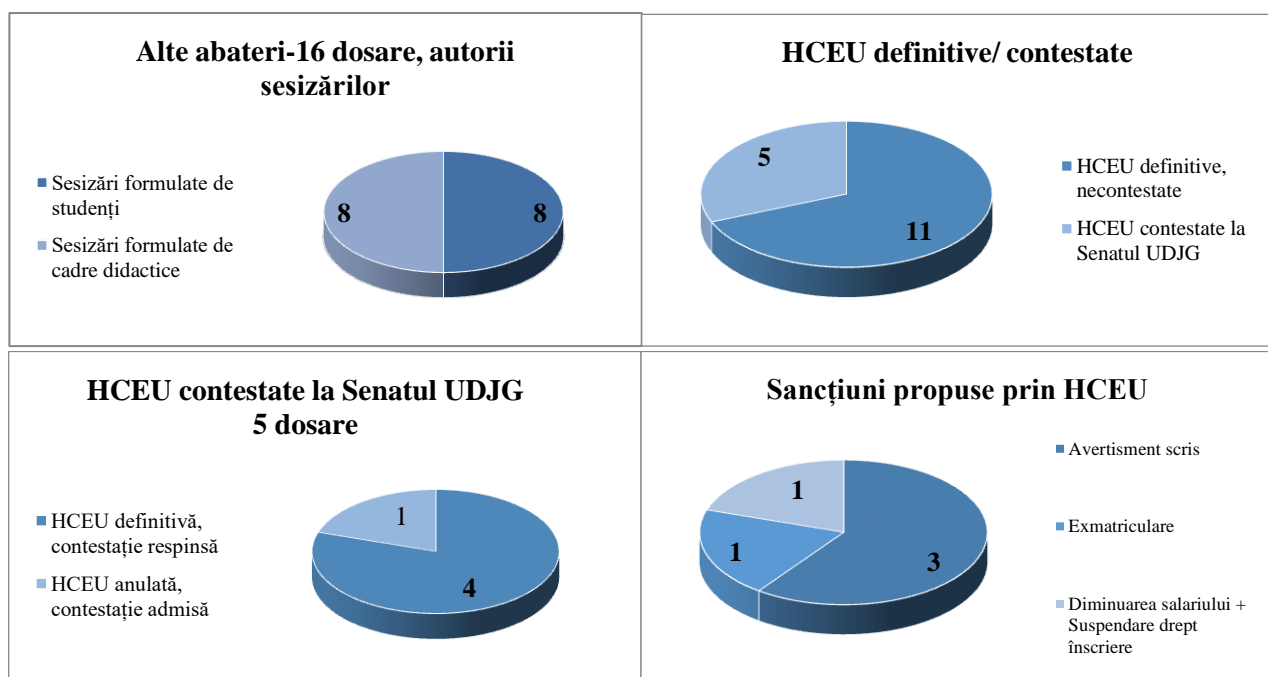 Alte abateri-16 dosare, autorii
sesizărilor
Sesizări formulate de
studenți
Sesizări formulate de
cadre didactice
8
8
HCEU definitive/ contestate
5
11
HCEU definitive,
necontestate
HCEU contestate la
Senatul UDJG
HCEU contestate la Senatul UDJG
5 dosare
HCEU definitivă,
contestație respinsă
HCEU anulată,
contestație admisă
1
4
Sancțiuni propuse prin HCEU
1
1
3
Avertisment scris
Exmatriculare
Diminuarea salariului +
Suspendare drept
înscriere